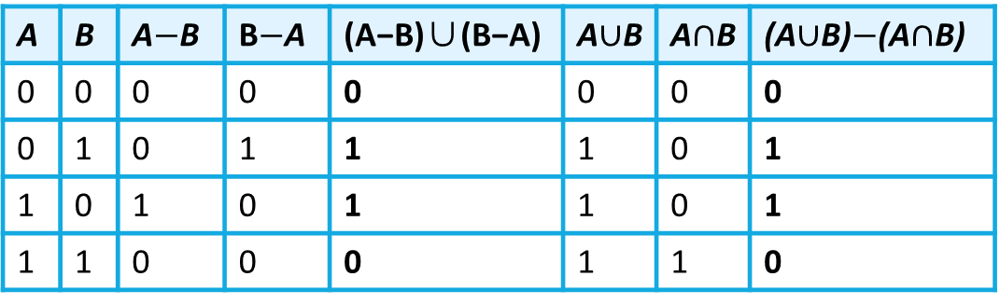 A B A−B B−A (A−B)∪(B−A) A∪B A∩B (A∪B)−(A∩B)
0 0 0 0 0 0 0 0
0 1 0 1 1 1 0 1
1 0 1 0 1 1 0 1
1 1 0 0 0 1 1 0